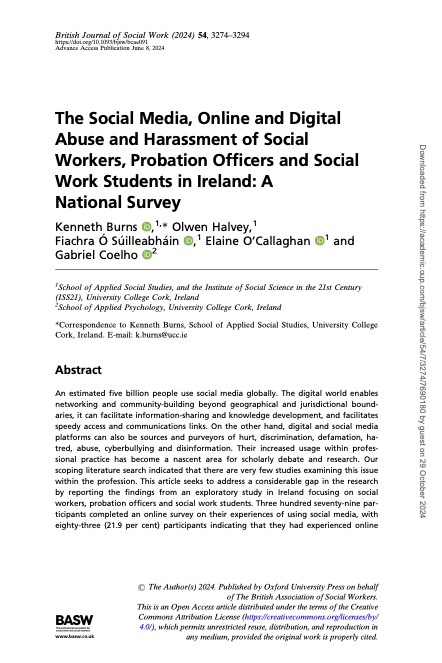 British Journal of Social Work (2024) 54, 3274–3294
https://doi.org/10.1093/bjsw/bcae091
Advance Access Publication June 8, 2024
The Social Media, Online and Digital
Abuse and Harassment of Social
Workers, Probation Officers and Social
Work Students in Ireland: A
National Survey
Kenneth Burns iD,1,* Olwen Halvey,1
Fiachra Ó Súilleabháin iD,1 Elaine O'Callaghan iD1 and
Gabriel Coelho iD2
1School of Applied Social Studies, and the Institute of Social Science in the 21st Century
(ISS21), University College Cork, Ireland
2School of Applied Psychology, University College Cork, Ireland
*Correspondence to Kenneth Burns, School of Applied Social Studies, University College
Cork, Ireland. E-mail: k.burns@ucc.ie
Abstract
An estimated five billion people use social media globally. The digital world enables
networking and community-building beyond geographical and jurisdictional bound-
aries, it can facilitate information-sharing and knowledge development, and facilitates
speedy access and communications links. On the other hand, digital and social media
platforms can also be sources and purveyors of hurt, discrimination, defamation, ha-
tred, abuse, cyberbullying and disinformation. Their increased usage within profes-
sional practice has become a nascent area for scholarly debate and research. Our
scoping literature search indicated that there are very few studies examining this issue
within the profession. This article seeks to address a considerable gap in the research
by reporting the findings from an exploratory study in Ireland focusing on social
workers, probation officers and social work students. Three hundred seventy-nine par-
ticipants completed an online survey on their experiences of using social media, with
eighty-three (21.9 per cent) participants indicating that they had experienced online
© The Author(s) 2024. Published by Oxford University Press on behalf
of The British Association of Social Workers.
This is an Open Access article distributed under the terms of the Creative
Commons Attribution License (https://creativecommons.org/licenses/by/
4.0/), which permits unrestricted reuse, distribution, and reproduction in
any medium, provided the original work is properly cited.
BASW
www.basw.co.uk
Downloaded from https://academic.oup.com/bjsw/article/54/7/3274/7690180 by guest on 29 October 2024